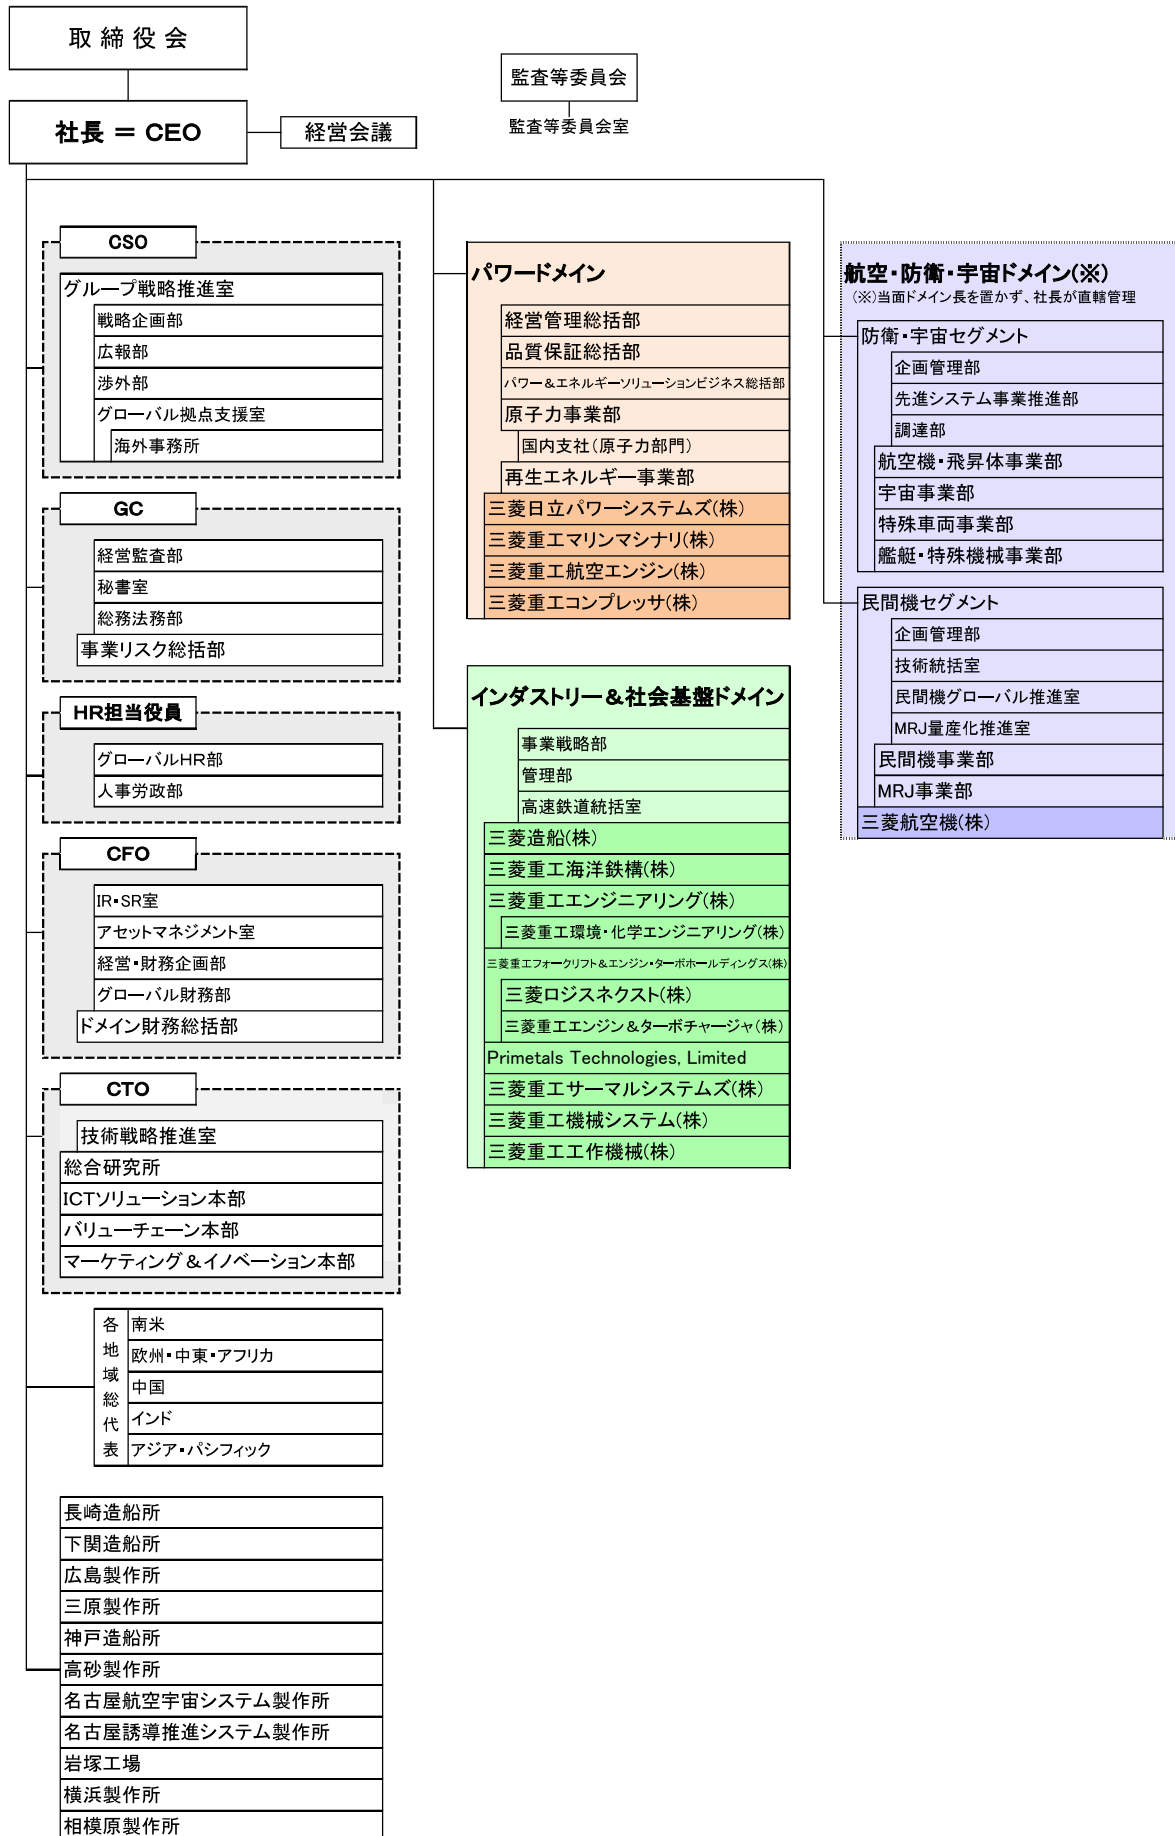 取締役会
社長 = CEO
経営会議
監査等委員会
監査等委員会室
CSO
グループ戦略推進室
戦略企画部
広報部
渉外部
グローバル拠点支援室
海外事務所
GC
経営監査部
秘書室
総務法務部
事業リスク総括部
HR担当役員
グローバルHR部
人事労政部
CFO
IR・SR室
アセットマネジメント室
経営・財務企画部
グローバル財務部
ドメイン財務総括部
CTO
技術戦略推進室
総合研究所
ICTソリューション本部
バリューチェーン本部
マーケティング&イノベーション本部
各地域総代表
南米
欧州・中東・アフリカ
中国
インド
アジア・パシフィック
長崎造船所
下関造船所
広島製作所
三原製作所
神戸造船所
高砂製作所
名古屋航空宇宙システム製作所
名古屋誘導推進システム製作所
岩塚工場
横浜製作所
相模原製作所
パワードメイン
経営管理総括部
品質保証総括部
パワー&エネルギーソリューションビジネス総括部
原子力事業部
国内支社(原子力部門)
再生エネルギー事業部
三菱日立パワーシステムズ(株)
三菱重工マリンマシナリ(株)
三菱重工航空エンジン(株)
三菱重工コンプレッサ(株)
インダストリー&社会基盤ドメイン
事業戦略部
管理部
高速鉄道統括室
三菱造船(株)
三菱重工海洋鉄構(株)
三菱重工エンジニアリング(株)
三菱重工環境・化学エンジニアリング(株)
三菱重工フォークリフト&エンジン・ターボホールディングス(株)
三菱ロジスネクスト(株)
三菱重工エンジン&ターボチャージャ(株)
Primetals Technologies, Limited
三菱重工サーマルシステムズ(株)
三菱重工機械システム(株)
三菱重工工作機械(株)
航空・防衛・宇宙ドメイン(※)
(※)当面ドメイン長を置かず、社長が直轄管理
防衛・宇宙セグメント
企画管理部
先進システム事業推進部
調達部
航空機・飛昇体事業部
宇宙事業部
特殊車両事業部
艦艇・特殊機械事業部
民間機セグメント
企画管理部
技術統括室
民間機グローバル推進室
MRJ量産化推進室
民間機事業部
MRJ事業部
三菱航空機(株)